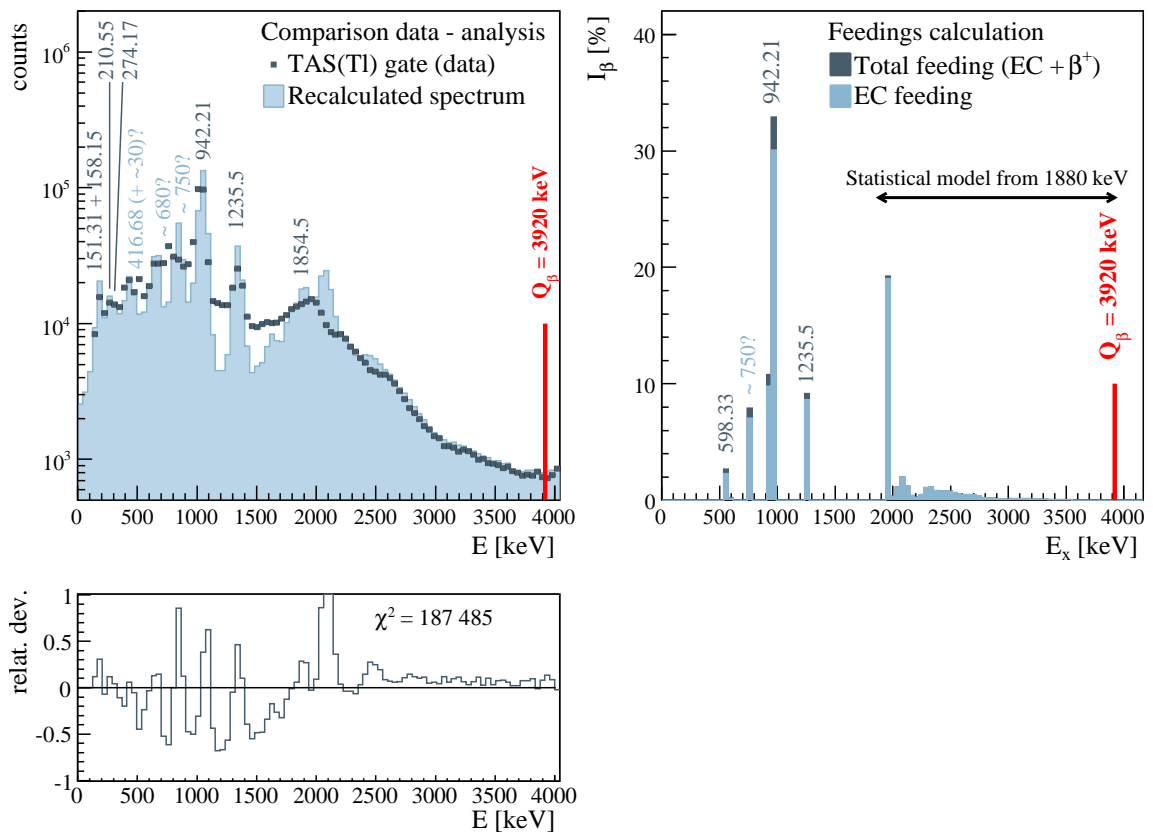 Comparison data - analysis
TAS(Tl) gate (data)
Recalculated spectrum
counts
10⁶
10⁵
10⁴
10³
151.31 + 158.15
210.55
274.17
416.68 (+ ~30)?
~ 680?
~ 750?
942.21
1235.5
1854.5
Q_β = 3920 keV
0 500 1000 1500 2000 2500 3000 3500 4000
E [keV]
Feedings calculation
Total feeding (EC + β⁺)
EC feeding
I_β [%]
40
30
20
10
0
598.33
~ 750?
942.21
1235.5
Statistical model from 1880 keV
Q_β = 3920 keV
0 500 1000 1500 2000 2500 3000 3500 4000
E_x [keV]
relat. dev.
1
0.5
0
-0.5
-1
χ² = 187 485
0 500 1000 1500 2000 2500 3000 3500 4000
E [keV]